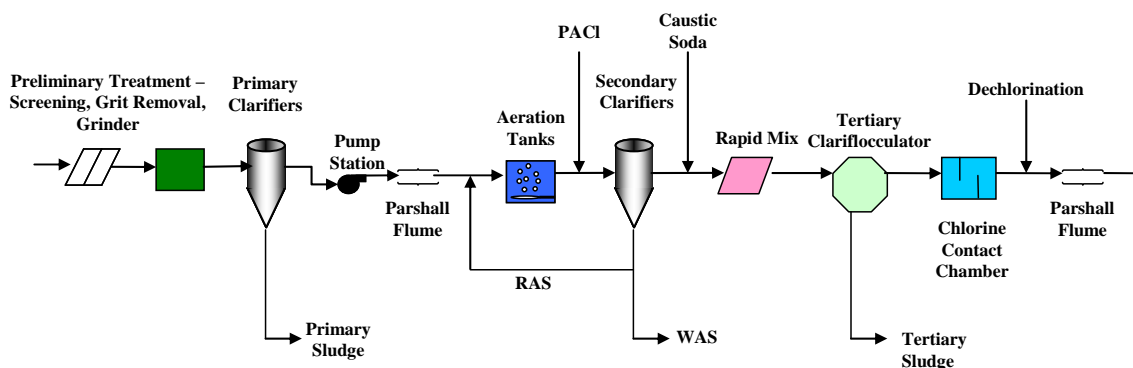 Preliminary Treatment –
Screening, Grit Removal,
Grinder
Primary
Clarifiers
Pump
Station
Parshall
Flume
Aeration
Tanks
PACl
Secondary
Clarifiers
Caustic
Soda
Rapid Mix
Tertiary
Clariflocculator
Dechlorination
Chlorine
Contact
Chamber
Parshall
Flume
RAS
Primary
Sludge
WAS
Tertiary
Sludge